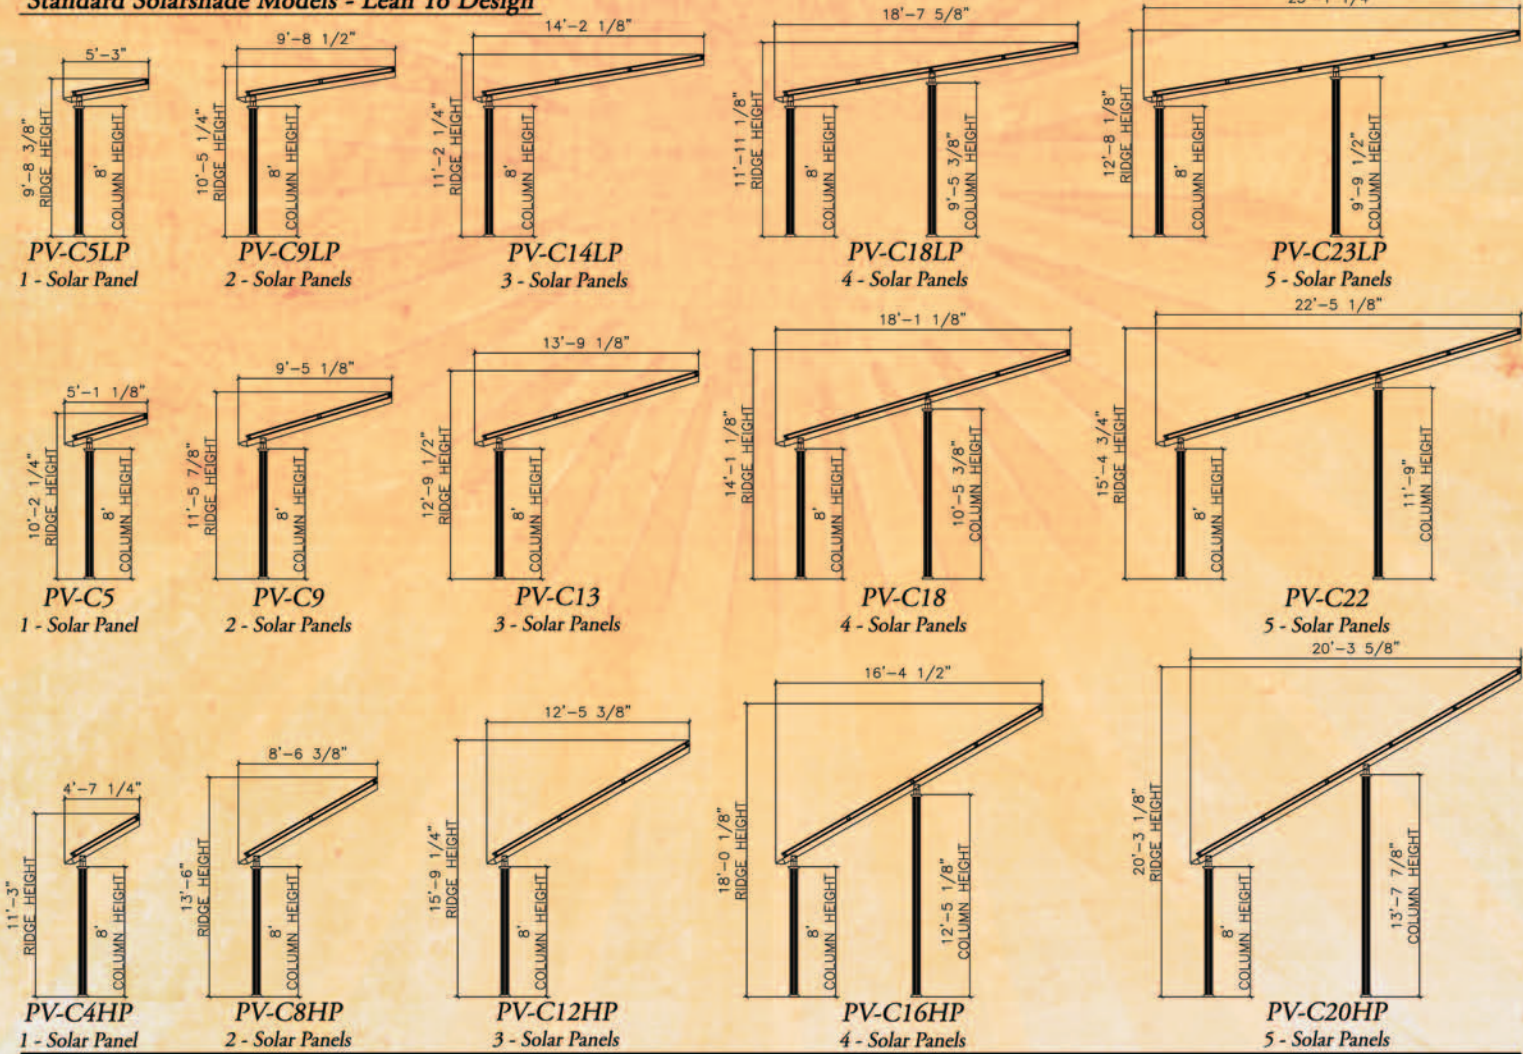 Standard Solarshade Models - Lean To Design
5'-3"
9'-8 3/8"
RIDGE HEIGHT
8'
COLUMN HEIGHT
PV-C5LP
1 - Solar Panel
9'-8 1/2"
10'-5 1/4"
RIDGE HEIGHT
8'
COLUMN HEIGHT
PV-C9LP
2 - Solar Panels
14'-2 1/8"
11'-2 1/4"
RIDGE HEIGHT
8'
COLUMN HEIGHT
PV-C14LP
3 - Solar Panels
18'-7 5/8"
11'-11 1/8"
RIDGE HEIGHT
8'
COLUMN HEIGHT
9'-5 3/8"
COLUMN HEIGHT
PV-C18LP
4 - Solar Panels
12'-8 1/8"
RIDGE HEIGHT
8'
COLUMN HEIGHT
9'-9 1/2"
COLUMN HEIGHT
PV-C23LP
5 - Solar Panels
5'-1 1/8"
10'-2 1/4"
RIDGE HEIGHT
8'
COLUMN HEIGHT
PV-C5
1 - Solar Panel
9'-5 1/8"
11'-5 7/8"
RIDGE HEIGHT
8'
COLUMN HEIGHT
PV-C9
2 - Solar Panels
13'-9 1/8"
12'-9 1/2"
RIDGE HEIGHT
8'
COLUMN HEIGHT
PV-C13
3 - Solar Panels
18'-1 1/8"
14'-1 1/8"
RIDGE HEIGHT
8'
COLUMN HEIGHT
10'-5 3/8"
COLUMN HEIGHT
PV-C18
4 - Solar Panels
22'-5 1/8"
15'-4 3/4"
RIDGE HEIGHT
8'
COLUMN HEIGHT
11'-9"
COLUMN HEIGHT
PV-C22
5 - Solar Panels
4'-7 1/4"
11'-3"
RIDGE HEIGHT
8'
COLUMN HEIGHT
PV-C4HP
1 - Solar Panel
8'-6 3/8"
13'-6"
RIDGE HEIGHT
8'
COLUMN HEIGHT
PV-C8HP
2 - Solar Panels
12'-5 3/8"
15'-9 1/4"
RIDGE HEIGHT
8'
COLUMN HEIGHT
PV-C12HP
3 - Solar Panels
16'-4 1/2"
18'-0 1/8"
RIDGE HEIGHT
8'
COLUMN HEIGHT
12'-5 1/8"
COLUMN HEIGHT
PV-C16HP
4 - Solar Panels
20'-3 5/8"
20'-3 1/8"
RIDGE HEIGHT
8'
COLUMN HEIGHT
13'-7 7/8"
COLUMN HEIGHT
PV-C20HP
5 - Solar Panels